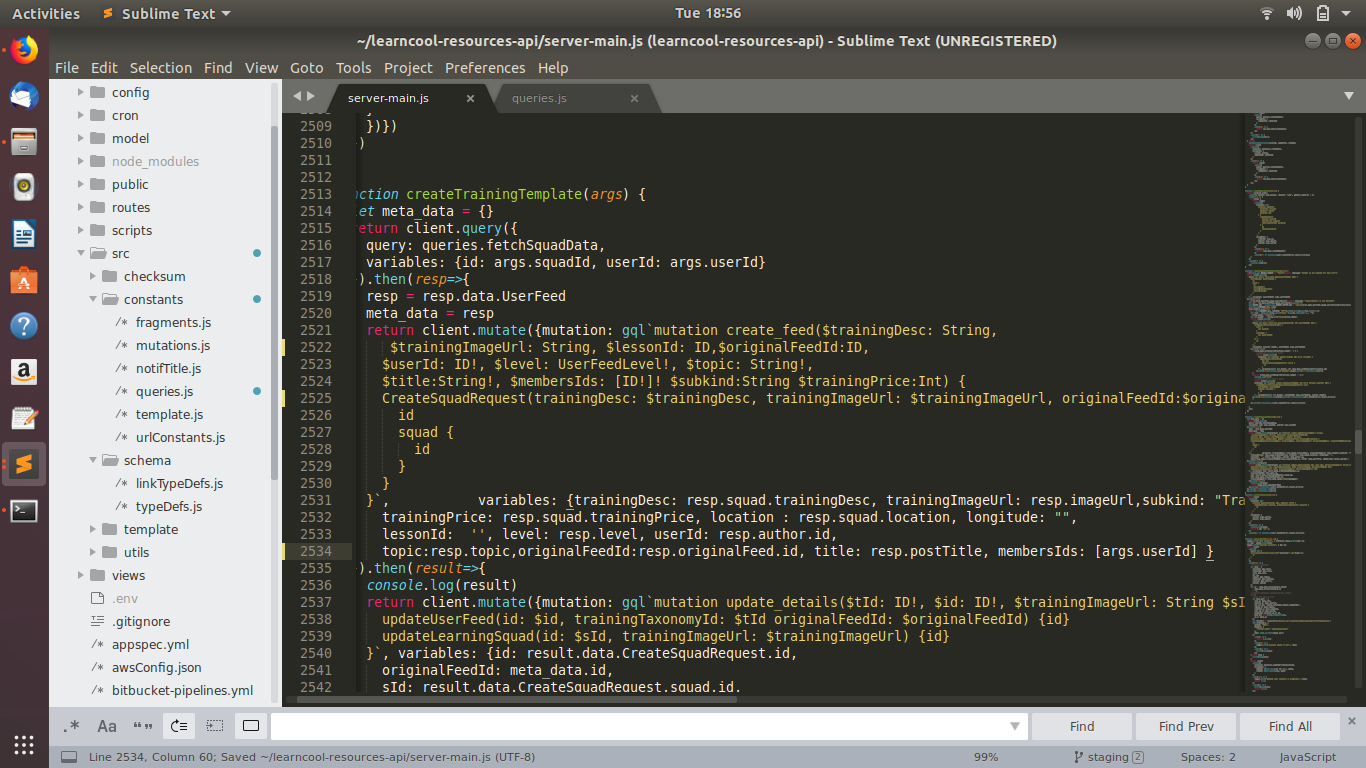 Activities Sublime Text Tue 18:56
~/learncool-resources-api/server-main.js (learncool-resources-api) - Sublime Text (UNREGISTERED)
File Edit Selection Find View Goto Tools Project Preferences Help
config
cron
model
node_modules
public
routes
scripts
src
checksum
constants
/* fragments.js
/* mutations.js
/* notifTitle.js
/* queries.js
/* template.js
/* urlConstants.js
schema
/* linkTypeDefs.js
/* typeDefs.js
template
utils
views
.env
.gitignore
/* appspec.yml
/* awsConfig.json
/* bitbucket-pipelines.yml
server-main.js × queries.js ×
2509 })})
2510 )
2511
2512
2513 nction createTrainingTemplate(args) {
2514 et meta_data = {}
2515 eturn client.query({
2516 query: queries.fetchSquadData,
2517 variables: {id: args.squadId, userId: args.userId}
2518 ).then(resp=>{
2519 resp = resp.data.UserFeed
2520 meta_data = resp
2521 return client.mutate({mutation: gql`mutation create_feed($trainingDesc: String,
2522 $trainingImageUrl: String, $lessonId: ID,$originalFeedId:ID,
2523 $userId: ID!, $level: UserFeedLevel!, $topic: String!,
2524 $title:String!, $membersIds: [ID!]! $subkind:String $trainingPrice:Int) {
2525 CreateSquadRequest(trainingDesc: $trainingDesc, trainingImageUrl: $trainingImageUrl, originalFeedId:$origina
2526 id
2527 squad {
2528 id
2529 }
2530 }
2531 }`, variables: {trainingDesc: resp.squad.trainingDesc, trainingImageUrl: resp.imageUrl,subkind: "Tra
2532 trainingPrice: resp.squad.trainingPrice, location : resp.squad.location, longitude: "",
2533 lessonId: '', level: resp.level, userId: resp.author.id,
2534 topic:resp.topic,originalFeedId:resp.originalFeed.id, title: resp.postTitle, membersIds: [args.userId] }
2535 ).then(result=>{
2536 console.log(result)
2537 return client.mutate({mutation: gql`mutation update_details($tId: ID!, $id: ID!, $trainingImageUrl: String $sI
2538 updateUserFeed(id: $id, trainingTaxonomyId: $tId originalFeedId: $originalFeedId) {id}
2539 updateLearningSquad(id: $sId, trainingImageUrl: $trainingImageUrl) {id}
2540 }`, variables: {id: result.data.CreateSquadRequest.id,
2541 originalFeedId: meta_data.id,
2542 sId: result.data.CreateSquadRequest.squad.id,
.* Aa “” Find Find Prev Find All ×
Line 2534, Column 60; Saved ~/learncool-resources-api/server-main.js (UTF-8) 99% staging 2 Spaces: 2 JavaScript